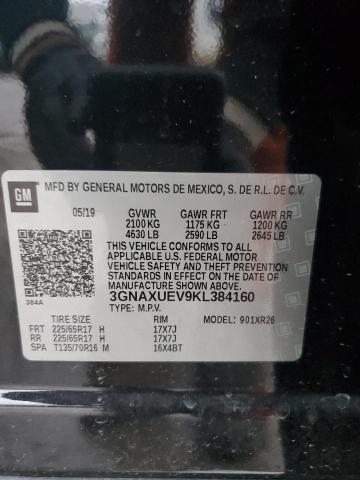 GM
MFD BY GENERAL MOTORS DE MEXICO, S. DE R.L. DE C.V.
05/19 GVWR GAWR FRT GAWR RR
2100 KG 1175 KG 1200 KG
4630 LB 2590 LB 2645 LB
THIS VEHICLE CONFORMS TO ALL
APPLICABLE U.S. FEDERAL MOTOR
VEHICLE SAFETY, BUMPER, AND THEFT
PREVENTION STANDARDS IN EFFECT ON
THE DATE OF MANUFACTURE SHOWN ABOVE.
384A 3GNAXUEV9KL384160
TYPE: M.P.V. MODEL: 901XR26
TIRE SIZE RIM
FRT 225/65R17 H 17X7J
RR 225/65R17 H 17X7J
SPA T135/70R16 M 16X4BT